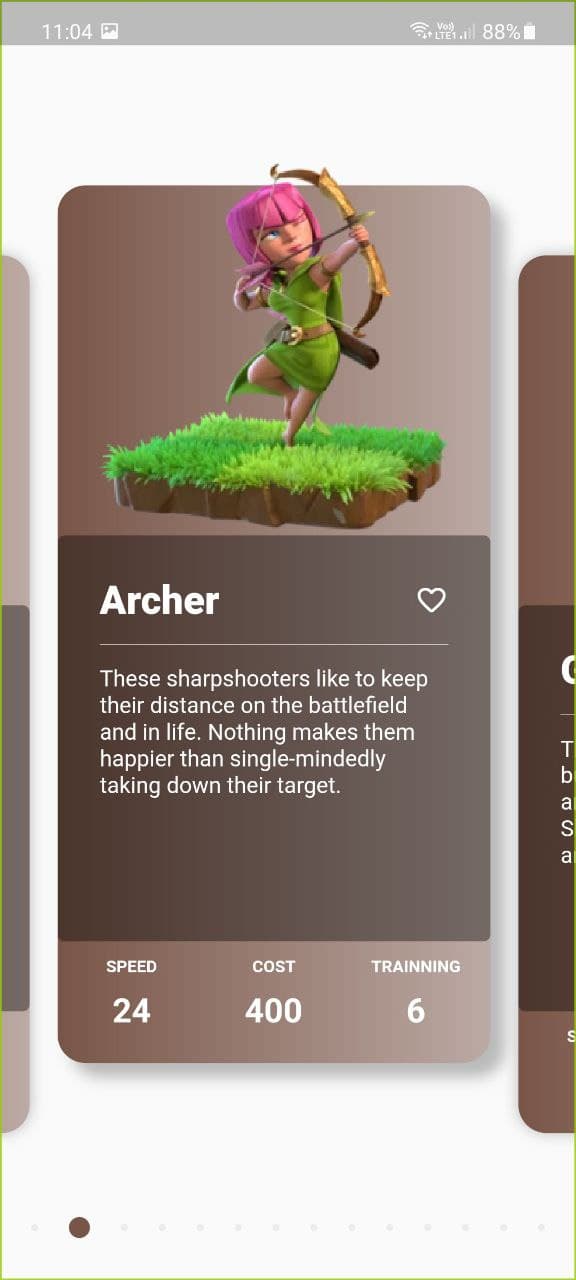 11:04
Vo)) LTE1 88%
Archer
These sharpshooters like to keep
their distance on the battlefield
and in life. Nothing makes them
happier than single-mindedly
taking down their target.
SPEED COST TRAINNING
24 400 6